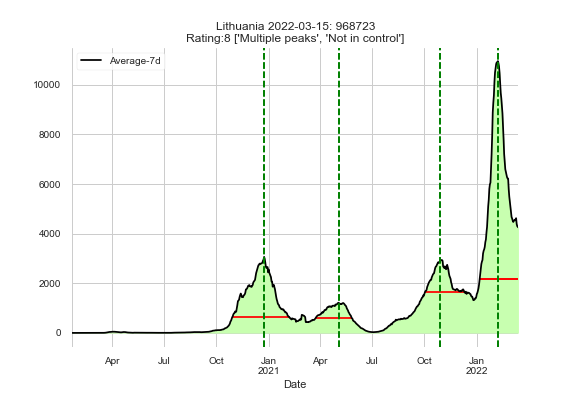 Lithuania 2022-03-15: 968723
Rating:8 ['Multiple peaks', 'Not in control']
Average-7d
10000
8000
6000
4000
2000
0
Apr Jul Oct Jan Apr Jul Oct Jan
2021 2022
Date